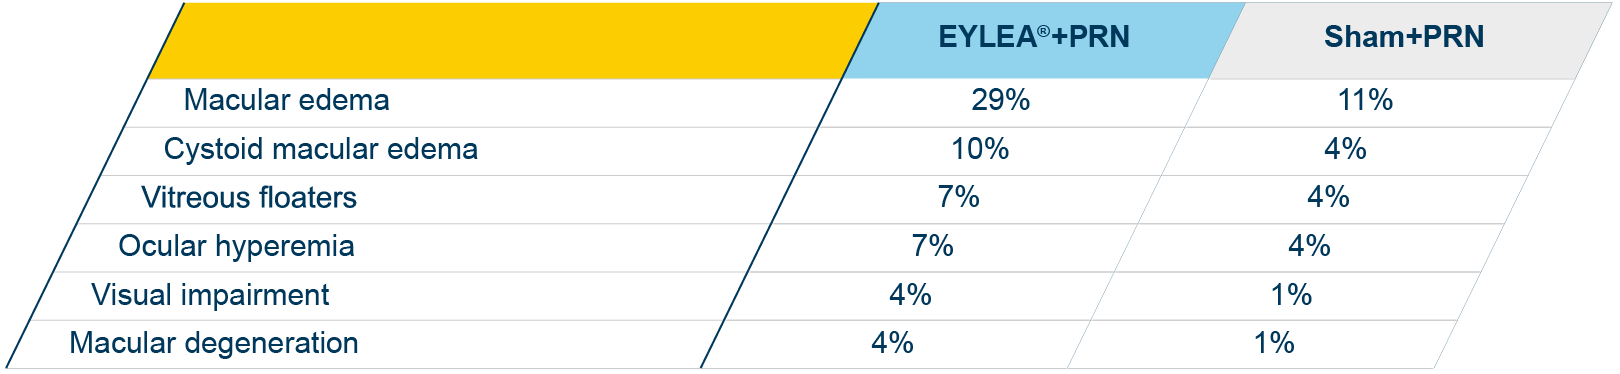 EYLEA®+PRN Sham+PRN
Macular edema 29% 11%
Cystoid macular edema 10% 4%
Vitreous floaters 7% 4%
Ocular hyperemia 7% 4%
Visual impairment 4% 1%
Macular degeneration 4% 1%